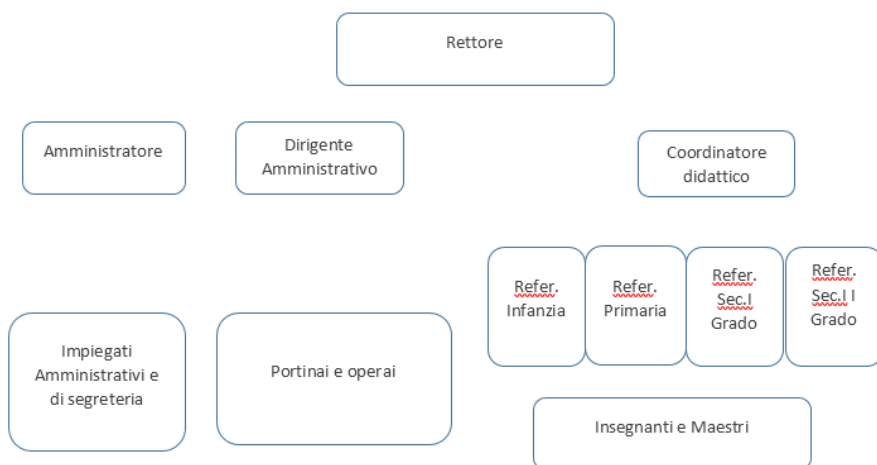 Rettore
Amministratore
Dirigente
Amministrativo
Coordinatore
didattico
Refer.
Infanzia
Refer.
Primaria
Refer.
Sec.I
Grado
Refer.
Sec.I I
Grado
Impiegati
Amministrativi e
di segreteria
Portinai e operai
Insegnanti e Maestri